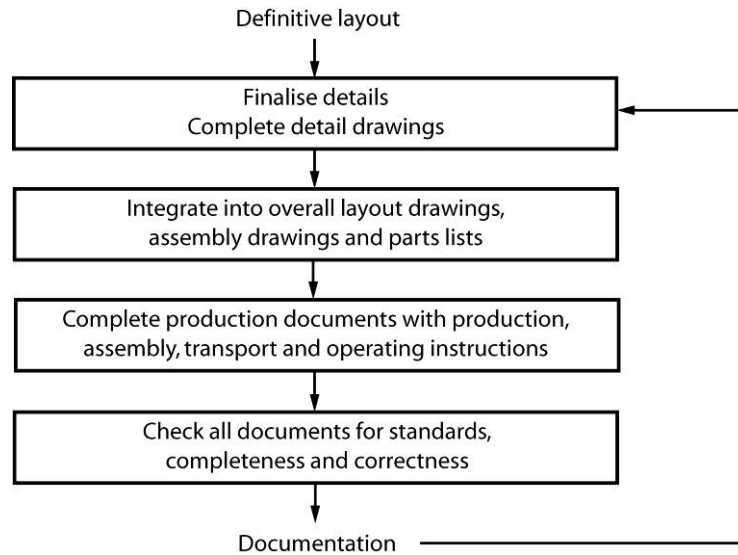 Definitive layout
Finalise details
Complete detail drawings
Integrate into overall layout drawings,
assembly drawings and parts lists
Complete production documents with production,
assembly, transport and operating instructions
Check all documents for standards,
completeness and correctness
Documentation